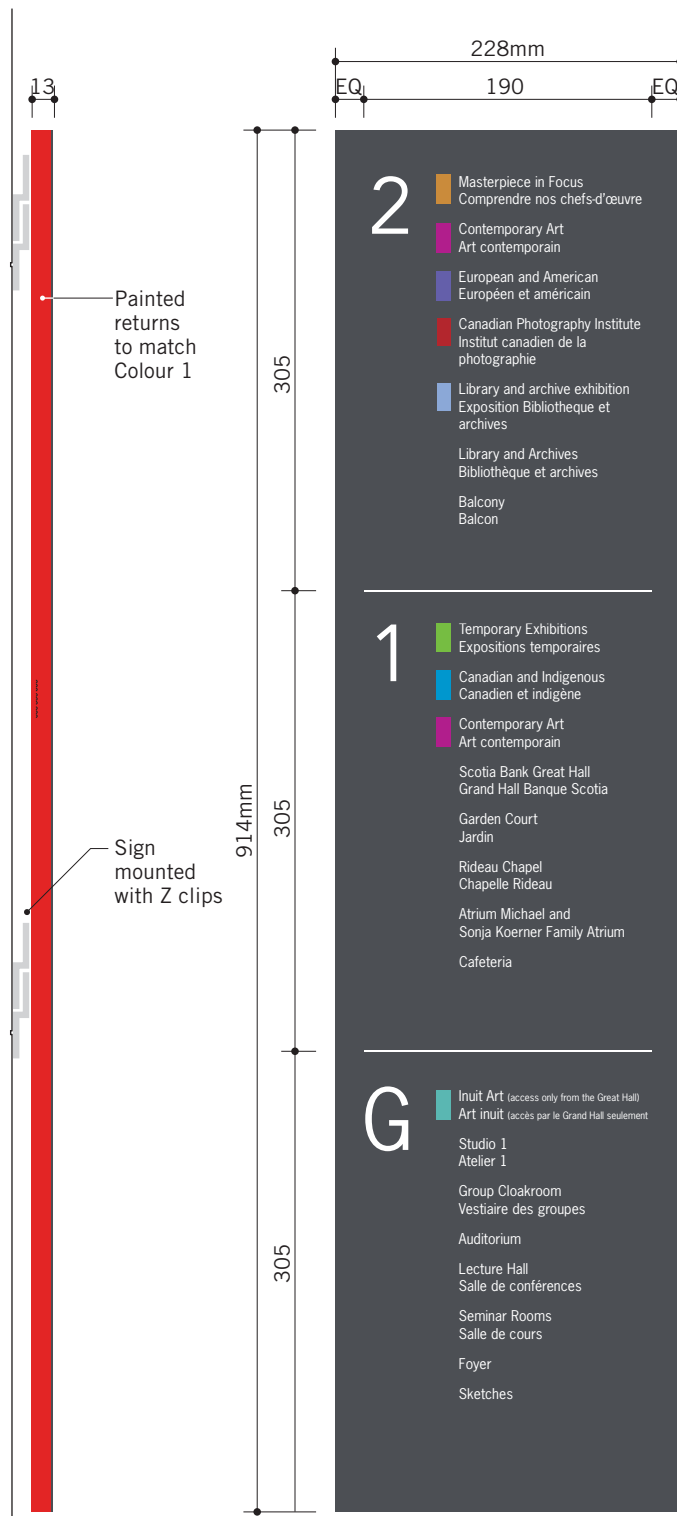 228mm
13
EQ
190
EQ
2
Masterpiece in Focus
Comprendre nos chefs-d'œuvre
Contemporary Art
Art contemporain
European and American
Européen et américain
Canadian Photography Institute
Institut canadien de la
photographie
Library and archive exhibition
Exposition Bibliotheque et
archives
Library and Archives
Bibliothèque et archives
Balcony
Balcon
Painted
returns
to match
Colour 1
305
1
Temporary Exhibitions
Expositions temporaires
Canadian and Indigenous
Canadien et indigène
Contemporary Art
Art contemporain
Scotia Bank Great Hall
Grand Hall Banque Scotia
Garden Court
Jardin
Rideau Chapel
Chapelle Rideau
Atrium Michael and
Sonja Koerner Family Atrium
Cafeteria
914mm
305
Sign
mounted
with Z clips
G
Inuit Art (access only from the Great Hall)
Art inuit (accès par le Grand Hall seulement
Studio 1
Atelier 1
Group Cloakroom
Vestiaire des groupes
Auditorium
Lecture Hall
Salle de conférences
Seminar Rooms
Salle de cours
Foyer
Sketches
305